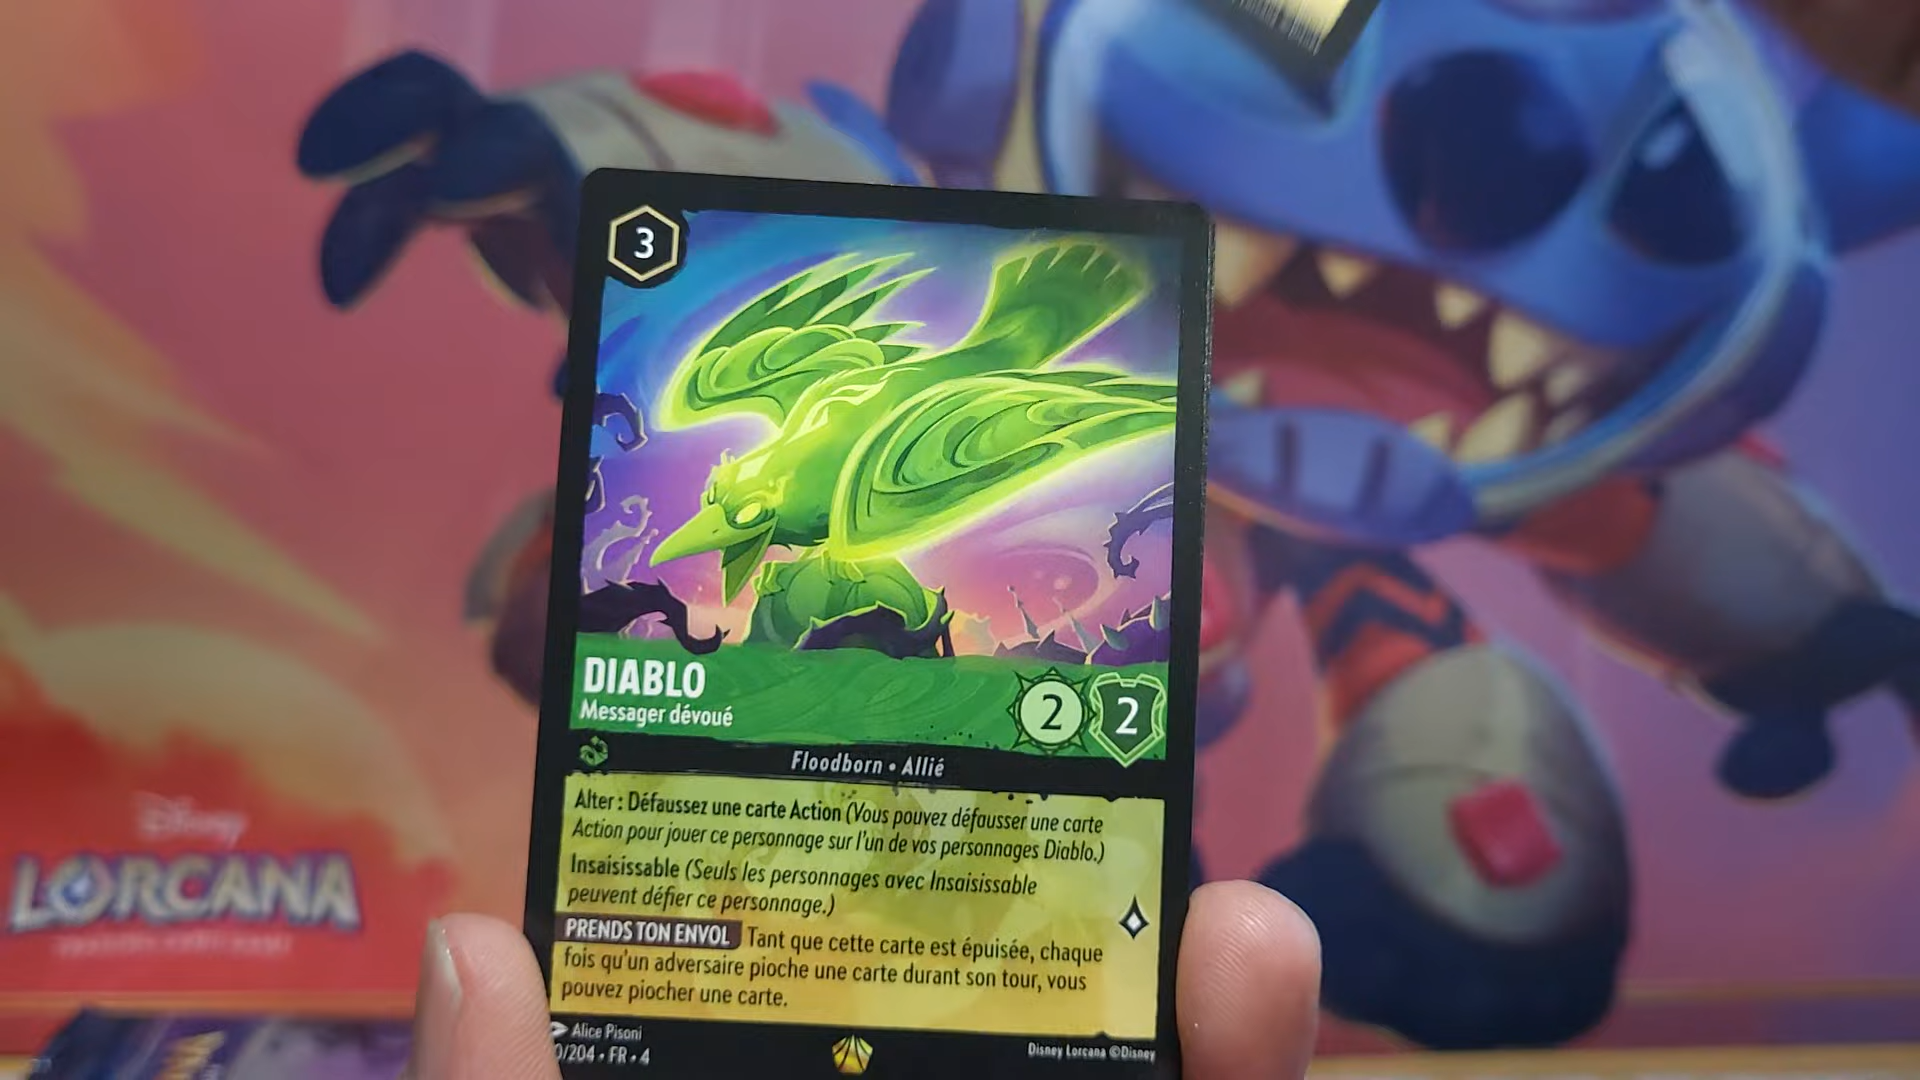 3
DIABLO
Messager dévoué
2 2
Floodborn • Allié
Alter : Défaussez une carte Action (Vous pouvez défausser une carte
Action pour jouer ce personnage sur l'un de vos personnages Diablo.)
Insaisissable (Seuls les personnages avec Insaisissable
peuvent défier ce personnage.)
PRENDS TON ENVOL Tant que cette carte est épuisée, chaque
fois qu'un adversaire pioche une carte durant son tour, vous
pouvez piocher une carte.
Alice Pisoni
0/204 • FR • 4
Disney Lorcana ©Disney
Disney
LORCANA